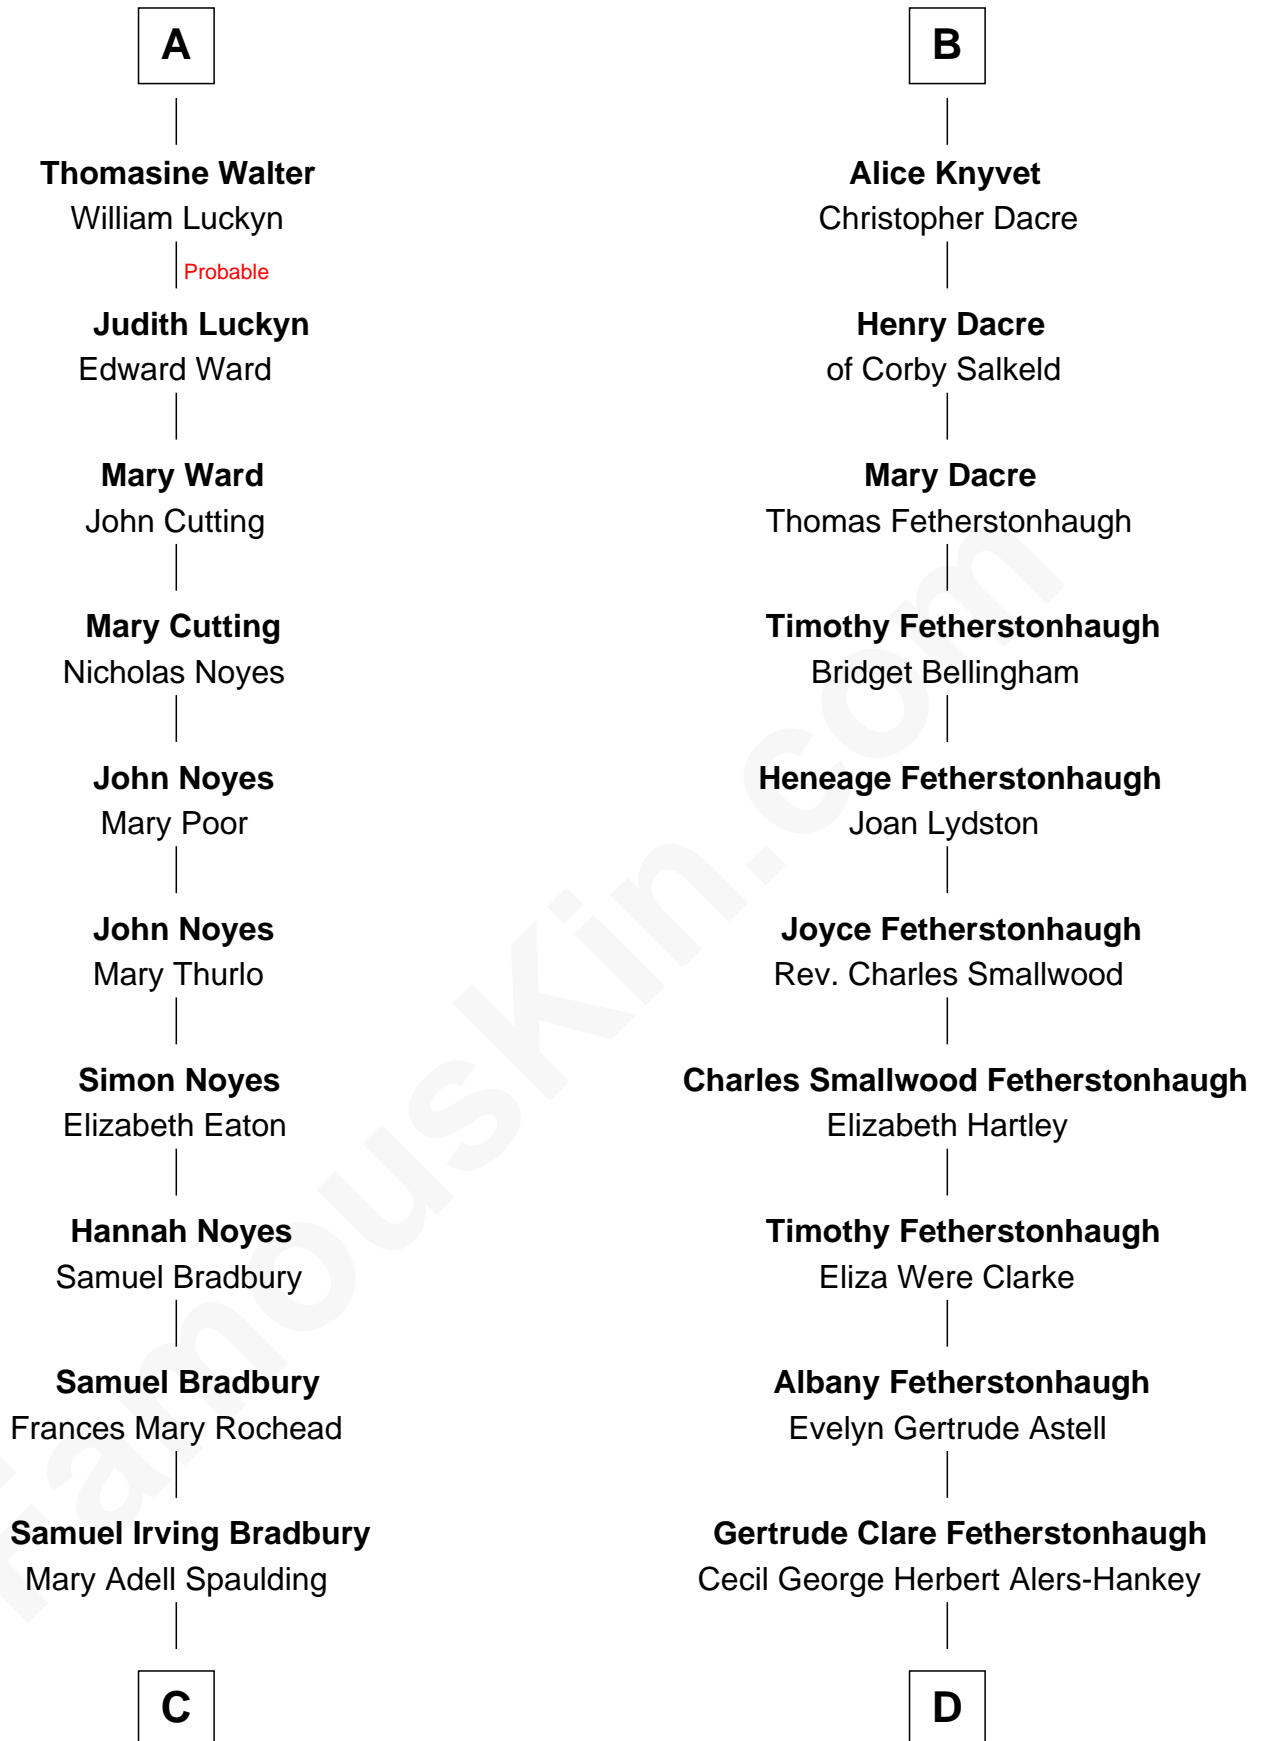 A
Thomasine Walter
William Luckyn
Probable
Judith Luckyn
Edward Ward
Mary Ward
John Cutting
Mary Cutting
Nicholas Noyes
John Noyes
Mary Poor
John Noyes
Mary Thurlo
Simon Noyes
Elizabeth Eaton
Hannah Noyes
Samuel Bradbury
Samuel Bradbury
Frances Mary Rochead
Samuel Irving Bradbury
Mary Adell Spaulding
C
B
Alice Knyvet
Christopher Dacre
Henry Dacre
of Corby Salkeld
Mary Dacre
Thomas Fetherstonhaugh
Timothy Fetherstonhaugh
Bridget Bellingham
Heneage Fetherstonhaugh
Joan Lydston
Joyce Fetherstonhaugh
Rev. Charles Smallwood
Charles Smallwood Fetherstonhaugh
Elizabeth Hartley
Timothy Fetherstonhaugh
Eliza Were Clarke
Albany Fetherstonhaugh
Evelyn Gertrude Astell
Gertrude Clare Fetherstonhaugh
Cecil George Herbert Alers-Hankey
D
FamousKin.com